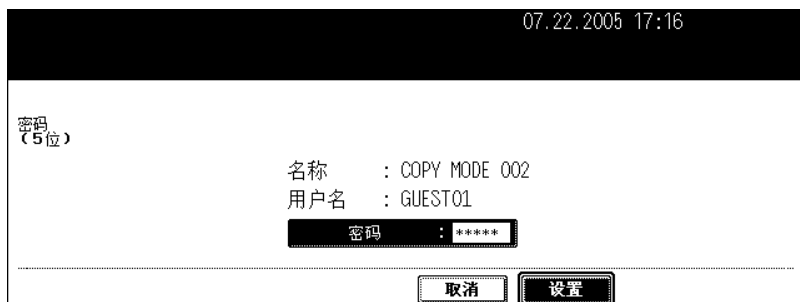 07.22.2005 17:16
密码
(5位)
名称 : COPY MODE 002
用户名 : GUEST01
密码 : *****
取消 设置